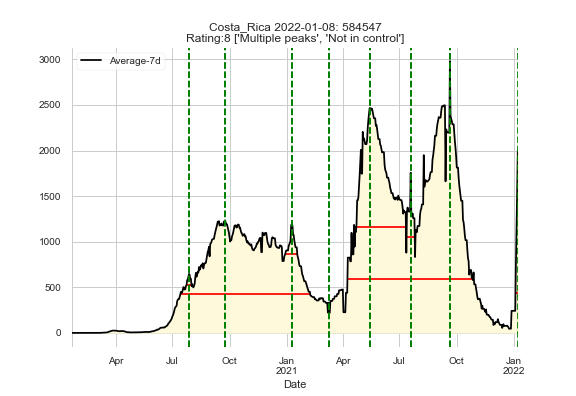 Costa_Rica 2022-01-08: 584547
Rating:8 ['Multiple peaks', 'Not in control']
Average-7d
3000
2500
2000
1500
1000
500
0
Apr Jul Oct Jan Apr Jul Oct Jan
2021 2022
Date